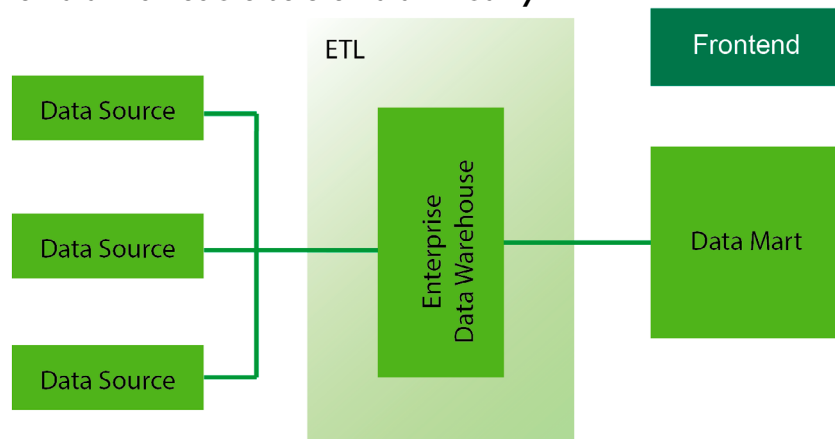 ETL
Frontend
Data Source
Data Source
Data Source
Enterprise
Data Warehouse
Data Mart